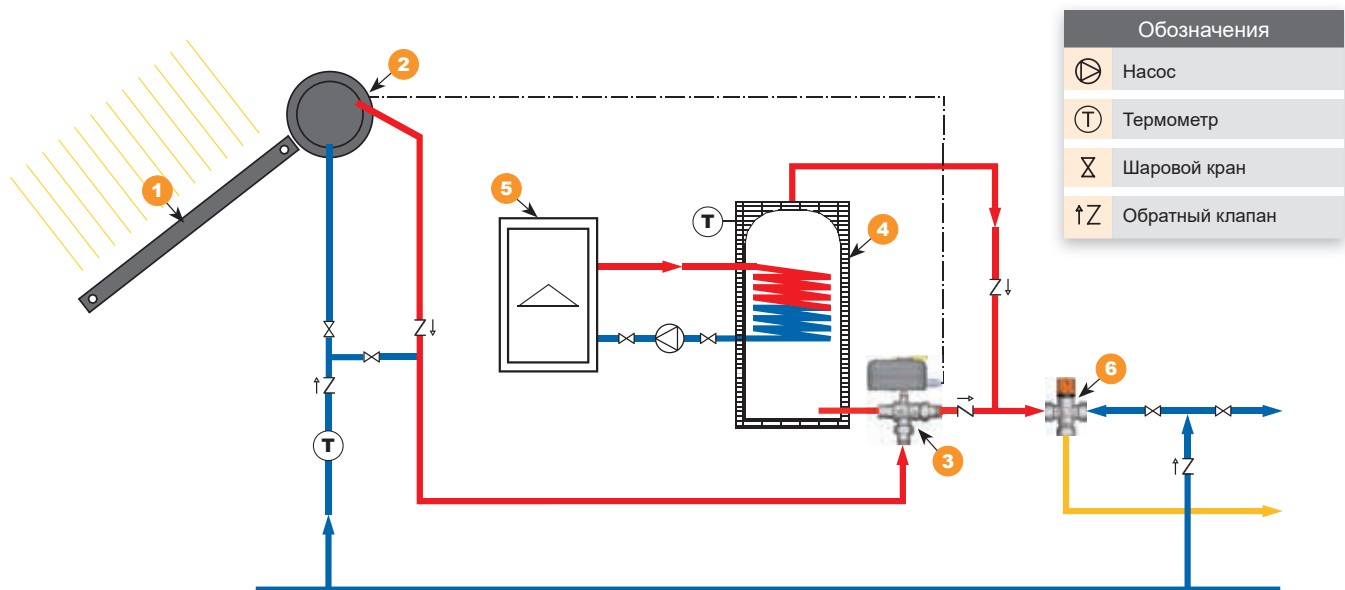 Обозначения
Насос
T
Термометр
Шаровой кран
Обратный клапан
2
1
5
T
4
3
6
T